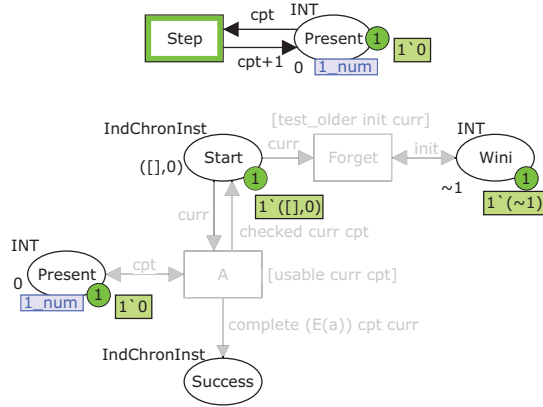 cpt
INT
Step
Present
1
1`0
cpt+1
0
1_num
[test_older init curr]
IndChronInst
INT
curr
init
([],0)
Start
Forget
Wini
1
~1
1
1`([],0)
1`(~1)
curr
checked curr cpt
INT
cpt
Present
A
[usable curr cpt]
0
1_num
1
1`0
complete (E(a)) cpt curr
IndChronInst
Success